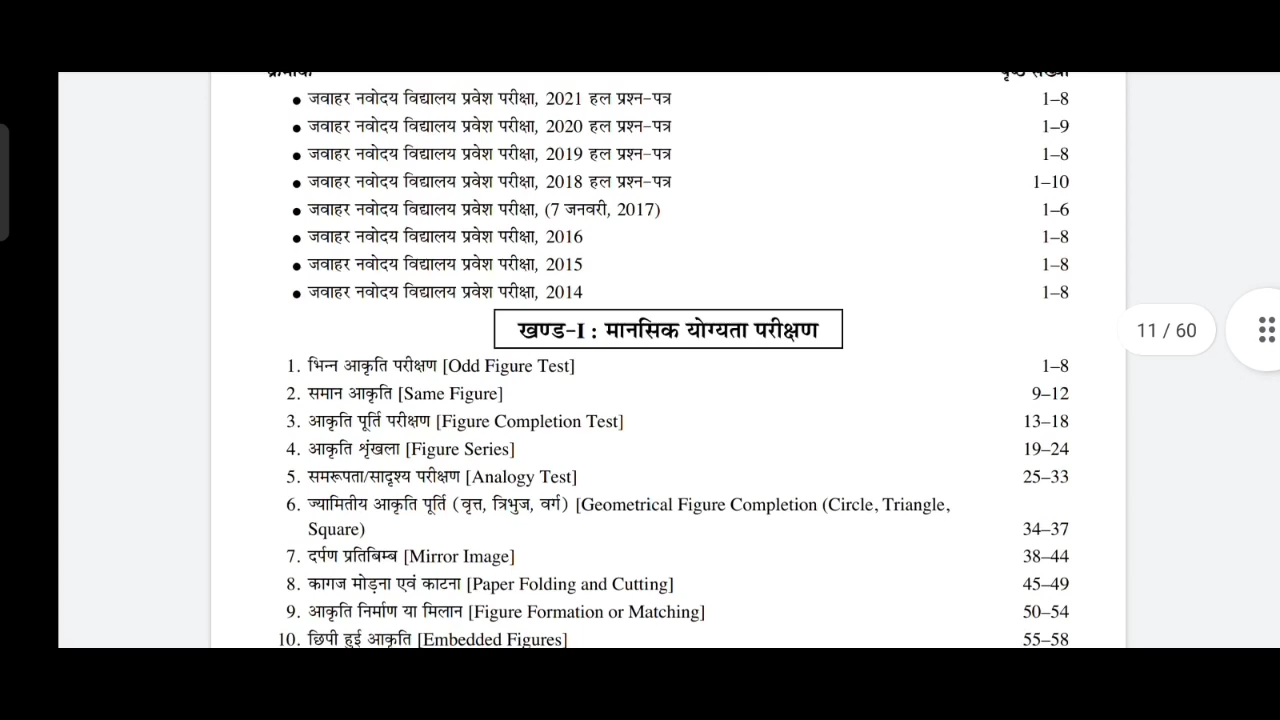 • जवाहर नवोदय विद्यालय प्रवेश परीक्षा, 2021 हल प्रश्न-पत्र 1–8
• जवाहर नवोदय विद्यालय प्रवेश परीक्षा, 2020 हल प्रश्न-पत्र 1–9
• जवाहर नवोदय विद्यालय प्रवेश परीक्षा, 2019 हल प्रश्न-पत्र 1–8
• जवाहर नवोदय विद्यालय प्रवेश परीक्षा, 2018 हल प्रश्न-पत्र 1–10
• जवाहर नवोदय विद्यालय प्रवेश परीक्षा, (7 जनवरी, 2017) 1–6
• जवाहर नवोदय विद्यालय प्रवेश परीक्षा, 2016 1–8
• जवाहर नवोदय विद्यालय प्रवेश परीक्षा, 2015 1–8
• जवाहर नवोदय विद्यालय प्रवेश परीक्षा, 2014 1–8
खण्ड-I : मानसिक योग्यता परीक्षण
11 / 60
1. भिन्न आकृति परीक्षण [Odd Figure Test] 1–8
2. समान आकृति [Same Figure] 9–12
3. आकृति पूर्ति परीक्षण [Figure Completion Test] 13–18
4. आकृति शृंखला [Figure Series] 19–24
5. समरूपता/सादृश्य परीक्षण [Analogy Test] 25–33
6. ज्यामितीय आकृति पूर्ति (वृत्त, त्रिभुज, वर्ग) [Geometrical Figure Completion (Circle, Triangle,
Square) 34–37
7. दर्पण प्रतिबिम्ब [Mirror Image] 38–44
8. कागज मोड़ना एवं काटना [Paper Folding and Cutting] 45–49
9. आकृति निर्माण या मिलान [Figure Formation or Matching] 50–54
10. छिपी हुई आकृति [Embedded Figures] 55–58